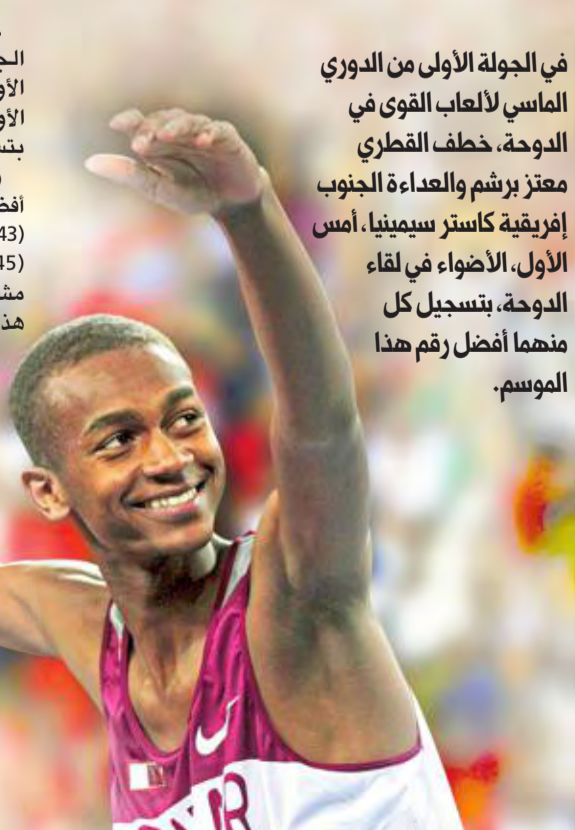 في الجولة الأولى من الدوري
الماسي لألعاب القوى في
الدوحة، خطف القطري
معتز برشم والعداءة الجنوب
إفريقية كاستر سيمينيا، أمس
الأول، الأضواء في لقاء
الدوحة، بتسجيل كل
منهما أفضل رقم هذا
الموسم.